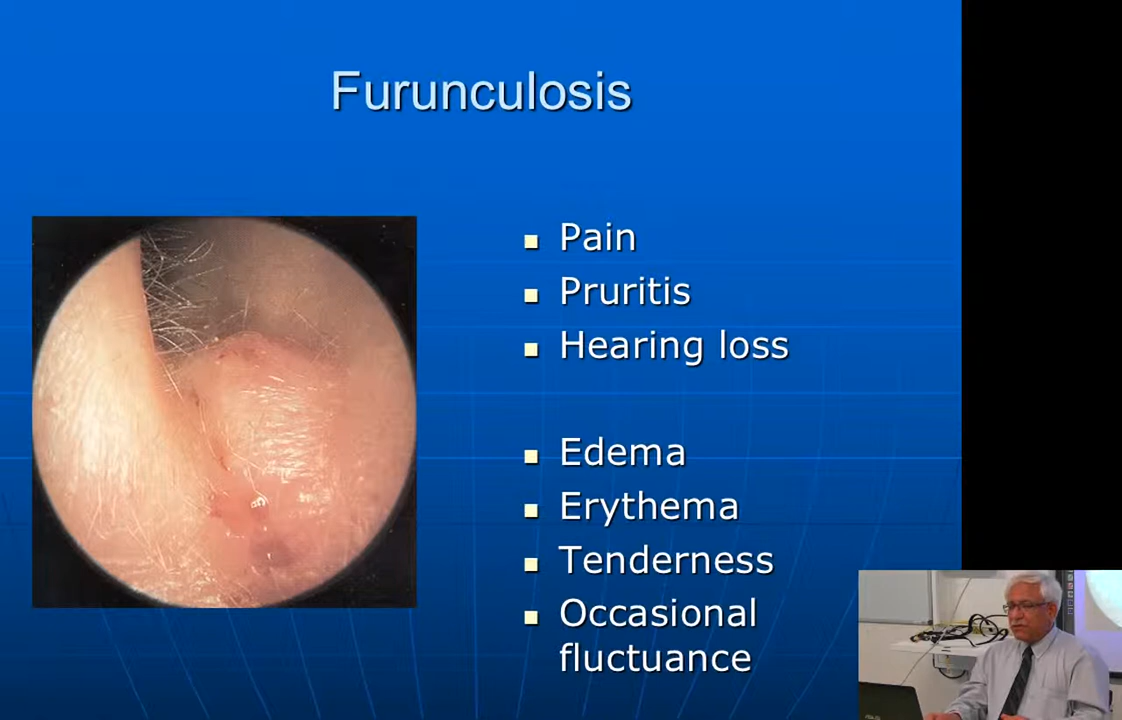 Furunculosis
Pain
Pruritis
Hearing loss
Edema
Erythema
Tenderness
Occasional
fluctuance